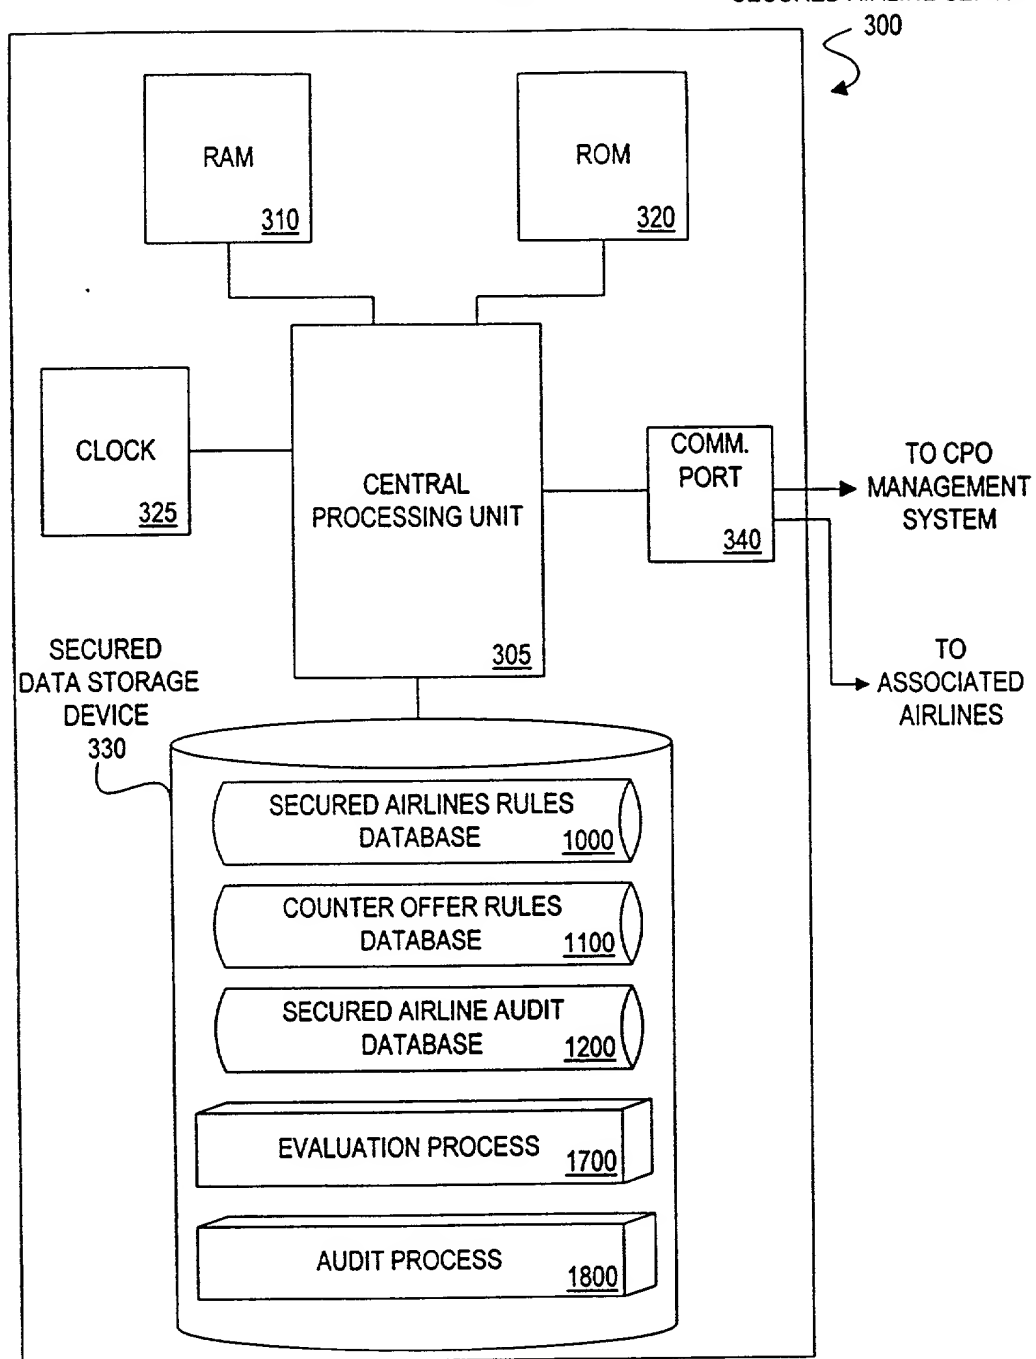 300
RAM
310
ROM
320
CLOCK
325
CENTRAL
PROCESSING UNIT
305
COMM.
PORT
340
TO CPO
MANAGEMENT
SYSTEM
TO
ASSOCIATED
AIRLINES
SECURED
DATA STORAGE
DEVICE
330
SECURED AIRLINES RULES
DATABASE
1000
COUNTER OFFER RULES
DATABASE
1100
SECURED AIRLINE AUDIT
DATABASE
1200
EVALUATION PROCESS
1700
AUDIT PROCESS
1800